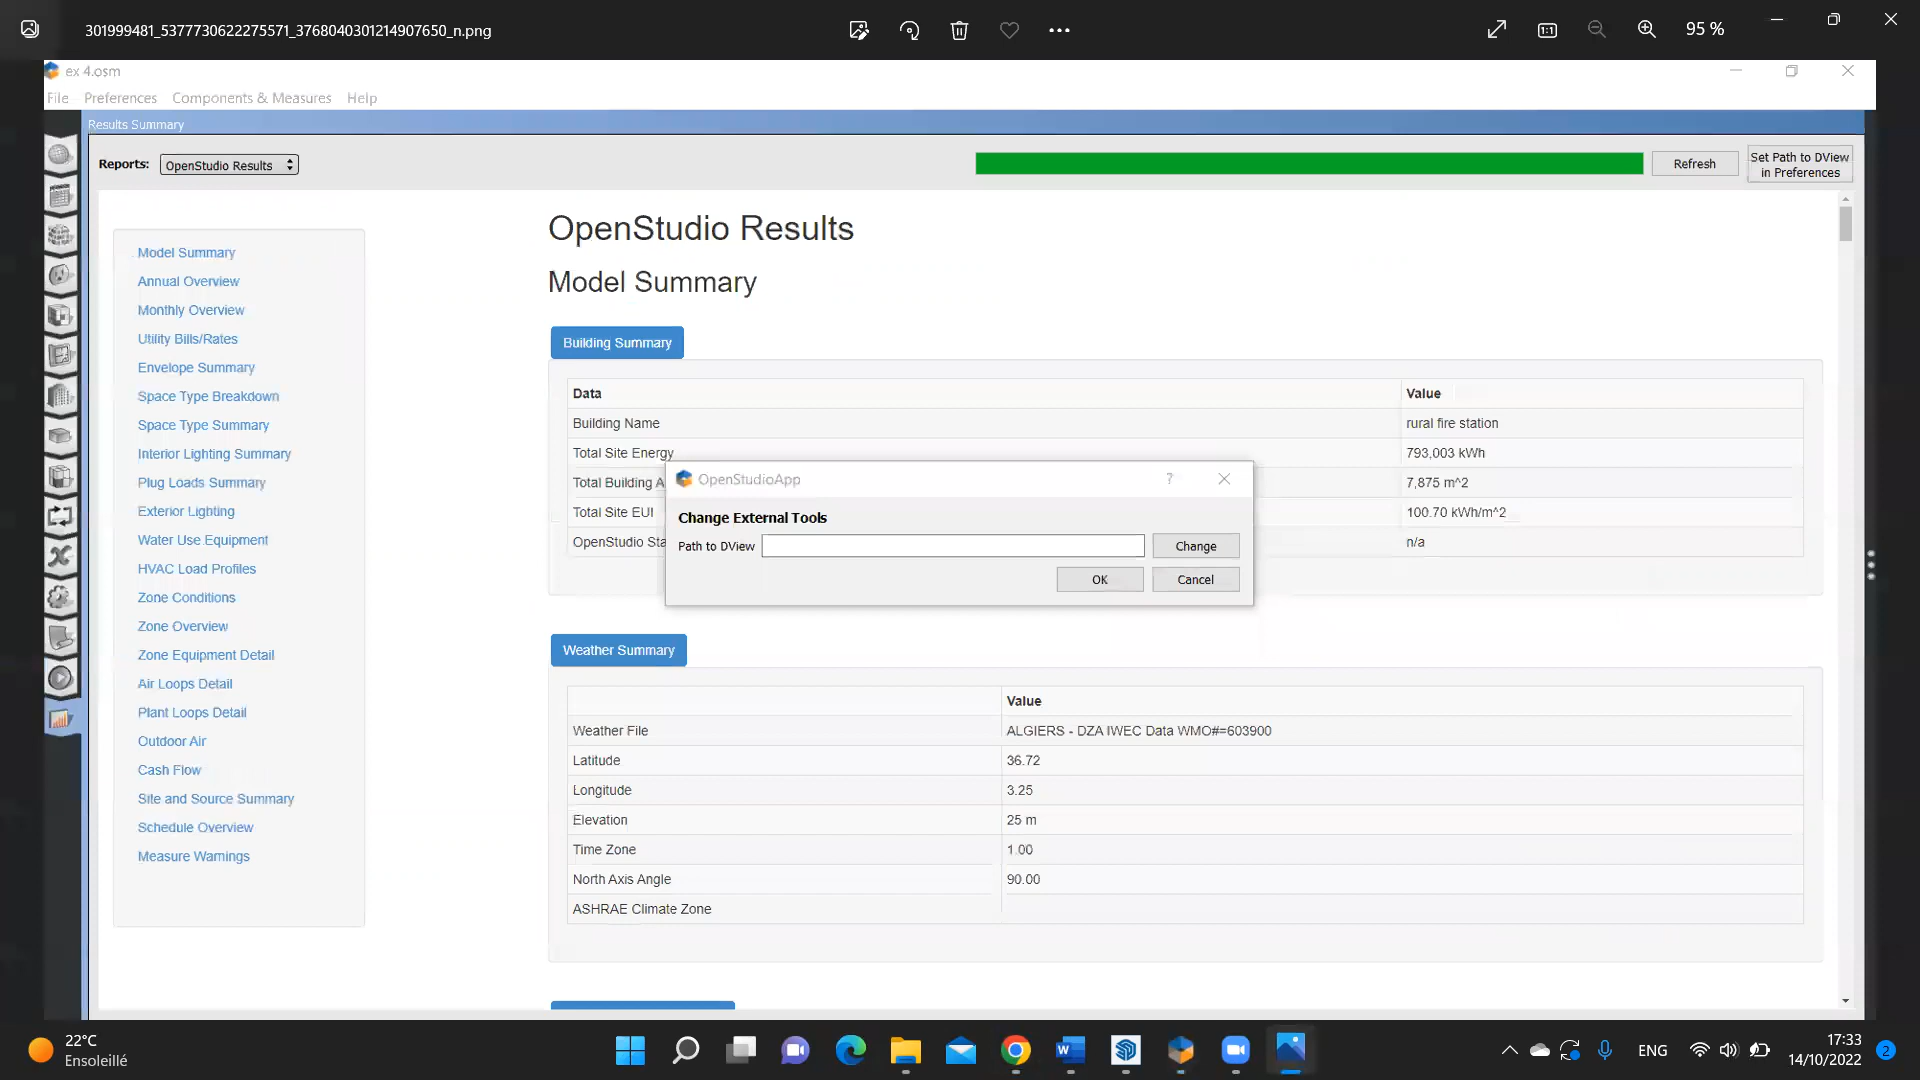 301999481_5377730622275571_3768040301214907650_n.png
95 %
ex 4.osm
File Preferences Components & Measures Help
Results Summary
Reports: OpenStudio Results
Refresh
Set Path to DView
in Preferences
Model Summary
Annual Overview
Monthly Overview
Utility Bills/Rates
Envelope Summary
Space Type Breakdown
Space Type Summary
Interior Lighting Summary
Plug Loads Summary
Exterior Lighting
Water Use Equipment
HVAC Load Profiles
Zone Conditions
Zone Overview
Zone Equipment Detail
Air Loops Detail
Plant Loops Detail
Outdoor Air
Cash Flow
Site and Source Summary
Schedule Overview
Measure Warnings
OpenStudio Results
Model Summary
Building Summary
Data Value
Building Name rural fire station
Total Site Energy 793,003 kWh
Total Building A 7,875 m^2
Total Site EUI 100.70 kWh/m^2
OpenStudio Sta n/a
OpenStudioApp ?
Change External Tools
Path to DView Change
OK Cancel
Weather Summary
Value
Weather File ALGIERS - DZA IWEC Data WMO#=603900
Latitude 36.72
Longitude 3.25
Elevation 25 m
Time Zone 1.00
North Axis Angle 90.00
ASHRAE Climate Zone
22°C
Ensoleillé
ENG
17:33
14/10/2022
2